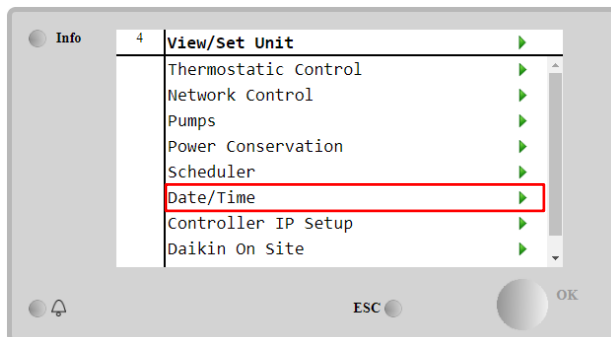 Info
4 View/Set Unit
Thermostatic Control
Network Control
Pumps
Power Conservation
Scheduler
Date/Time
Controller IP Setup
Daikin On Site
ESC OK